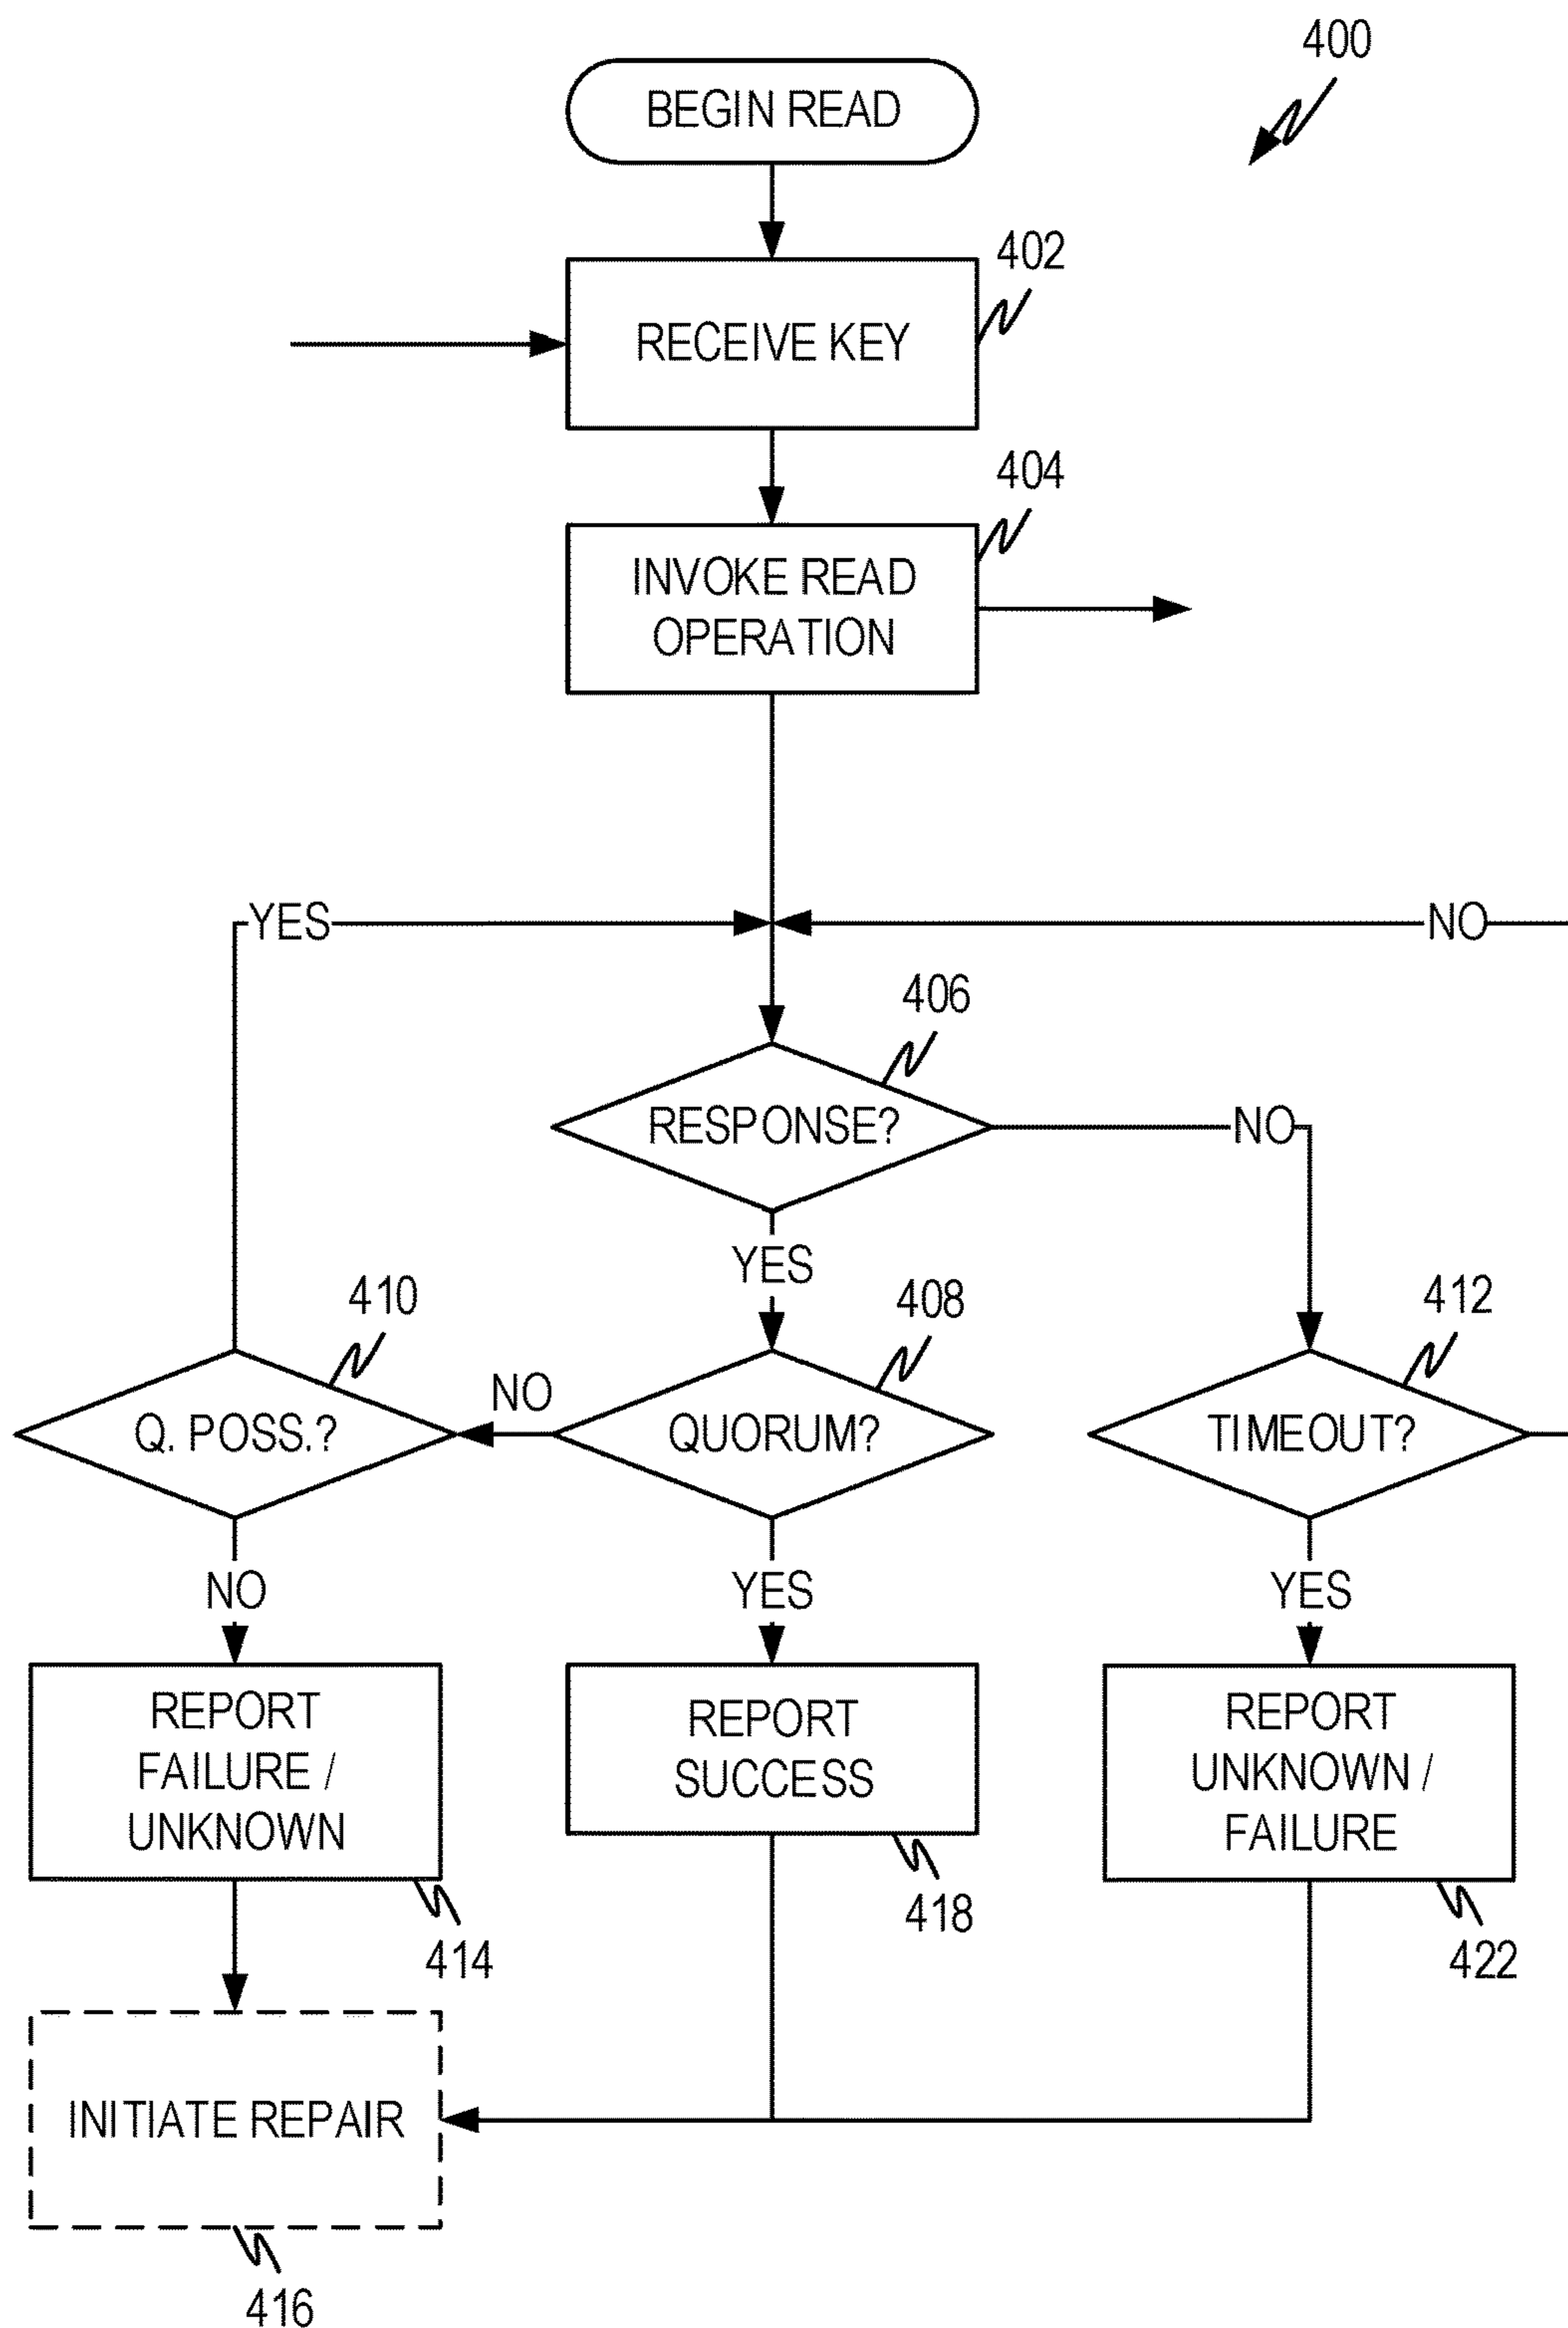 400
BEGIN READ
402
RECEIVE KEY
404
INVOKE READ
OPERATION
YES
NO
406
RESPONSE?
NO
YES
410
408
412
NO
Q. POSS.?
QUORUM?
TIMEOUT?
NO
YES
YES
REPORT
FAILURE /
UNKNOWN
REPORT
SUCCESS
REPORT
UNKNOWN /
FAILURE
414
418
422
INITIATE REPAIR
416